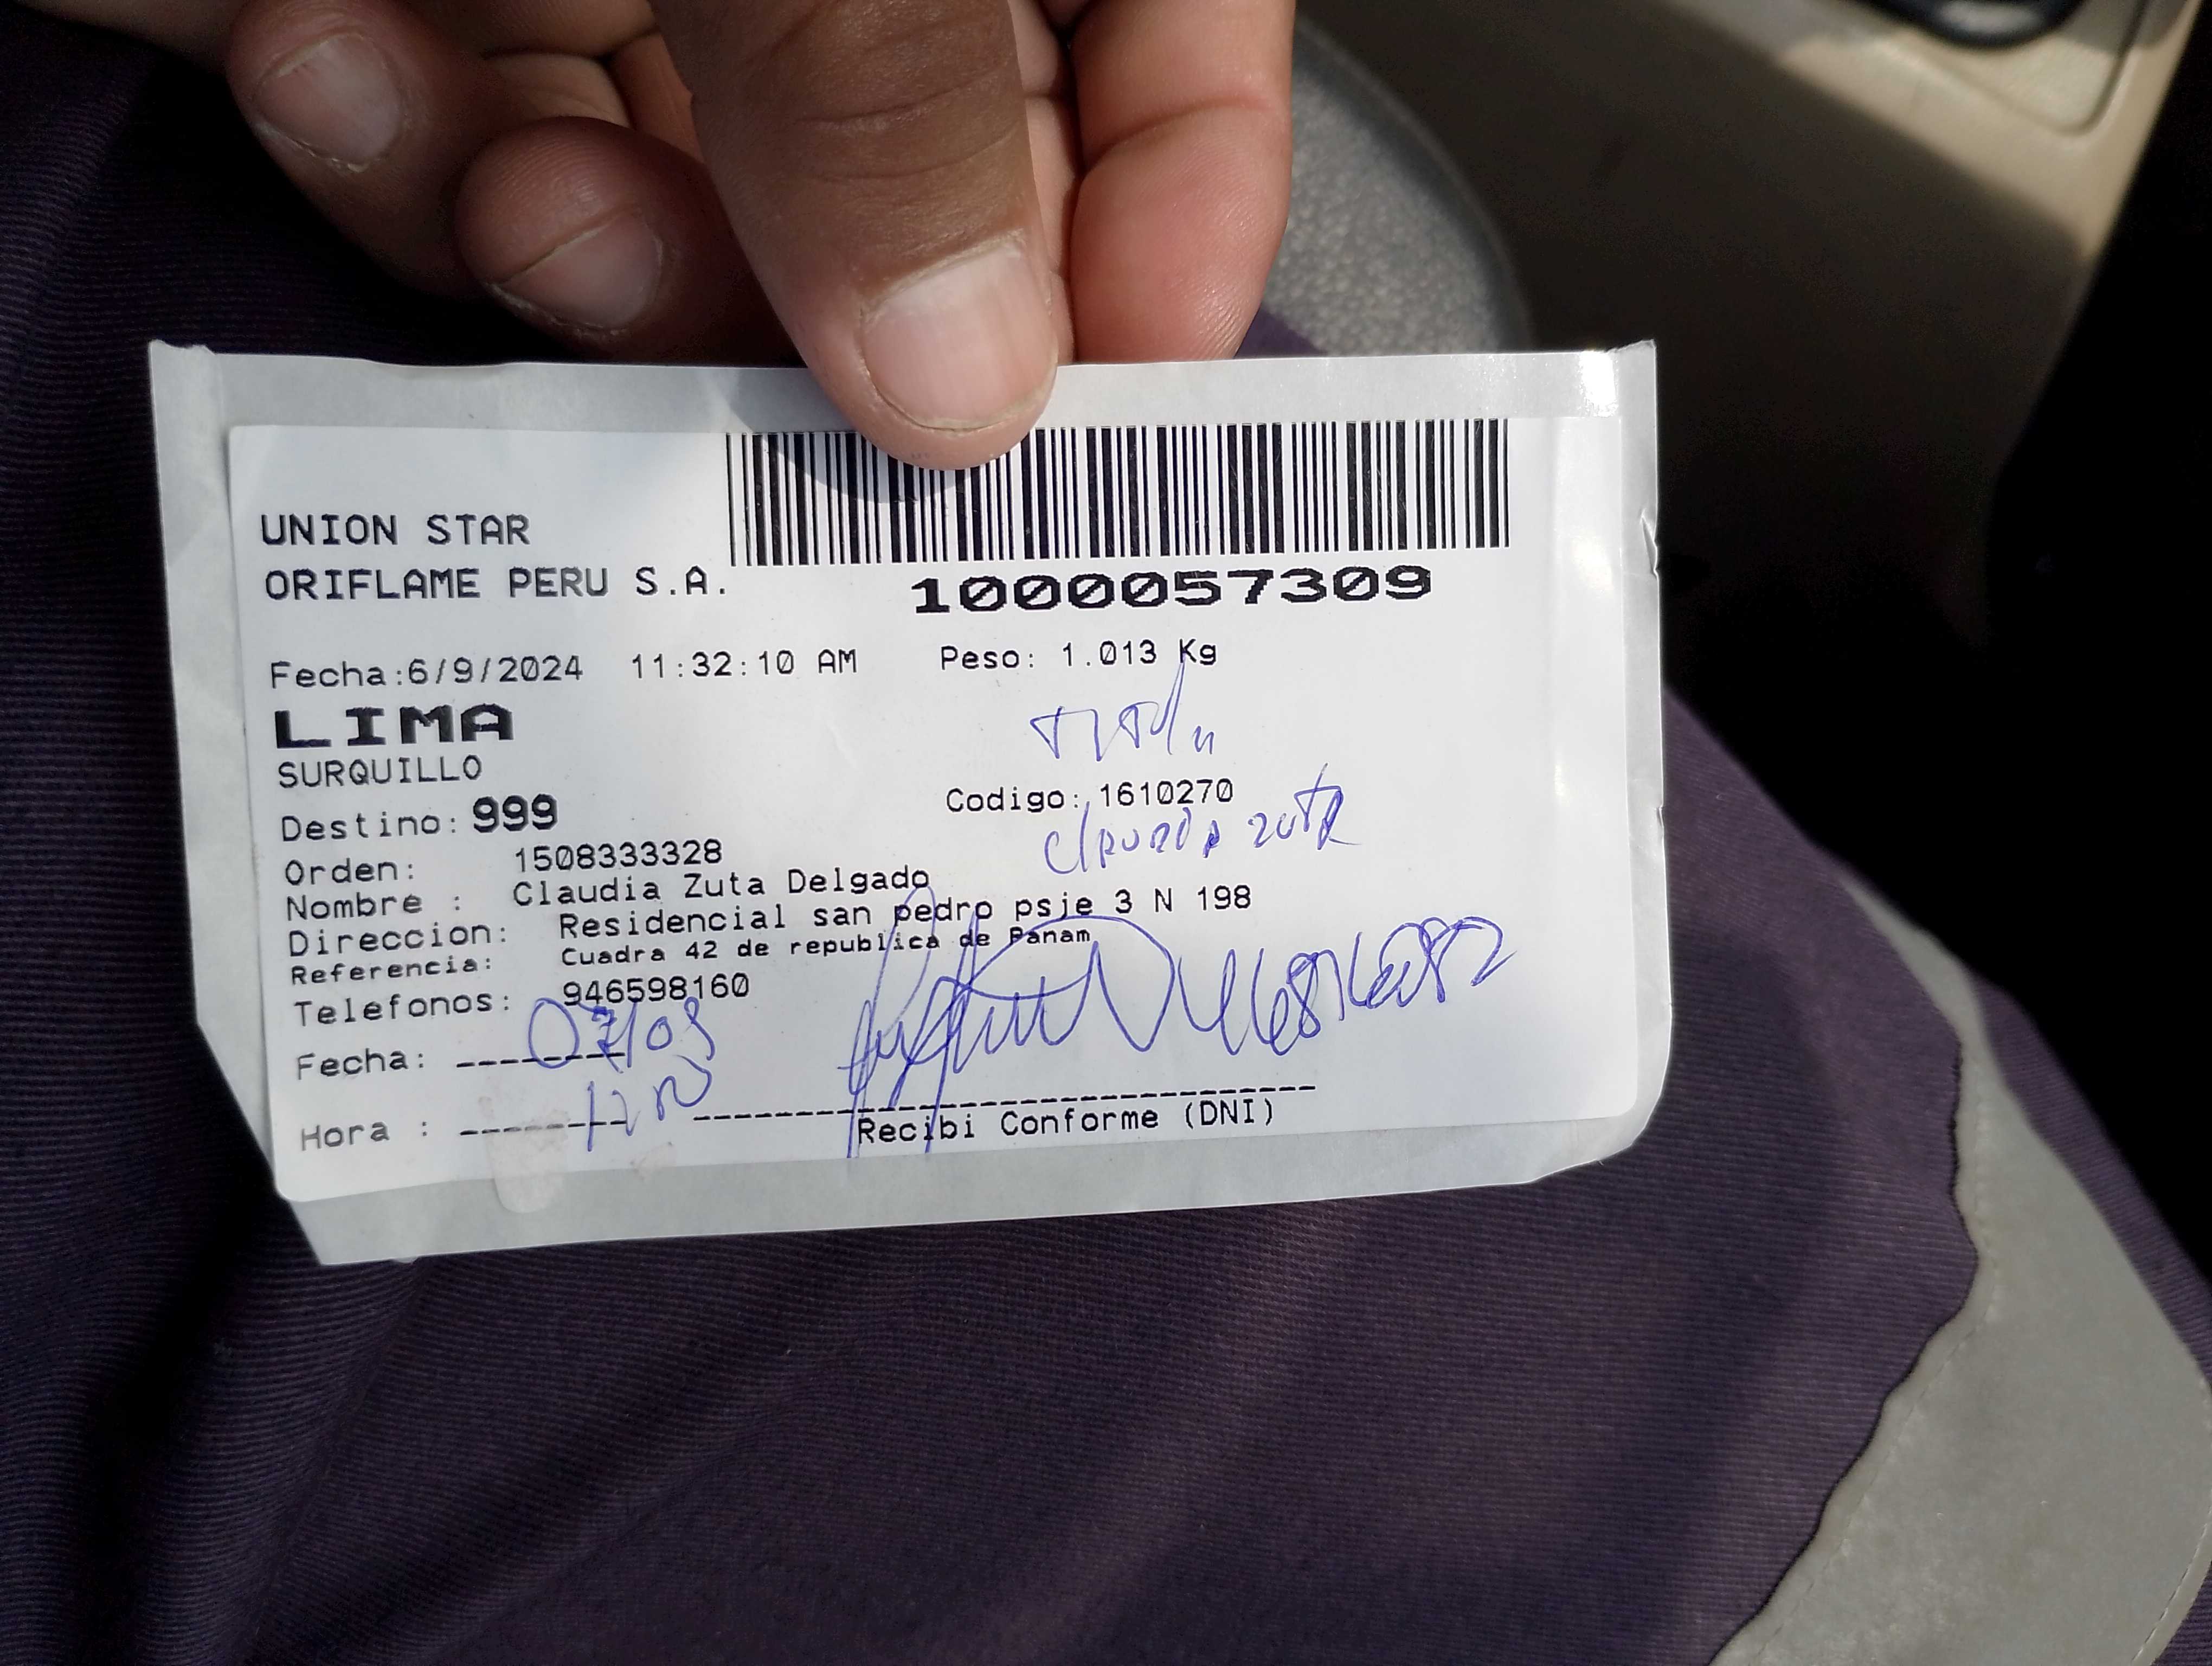 UNION STAR
ORIFLAME PERU S.A.
1000057309
Fecha:6/9/2024 11:32:10 AM Peso: 1.013 Kg
LIMA
SURQUILLO
Destino: 999
Codigo: 1610270
Claudia Zuta
Orden: 1508333328
Nombre : Claudia Zuta Delgado
Direccion: Residencial san pedro psje 3 N 198
Referencia: Cuadra 42 de republica de Panam
Telefonos: 946598160
Fecha: 07/09
Hora :
Recibi Conforme (DNI)